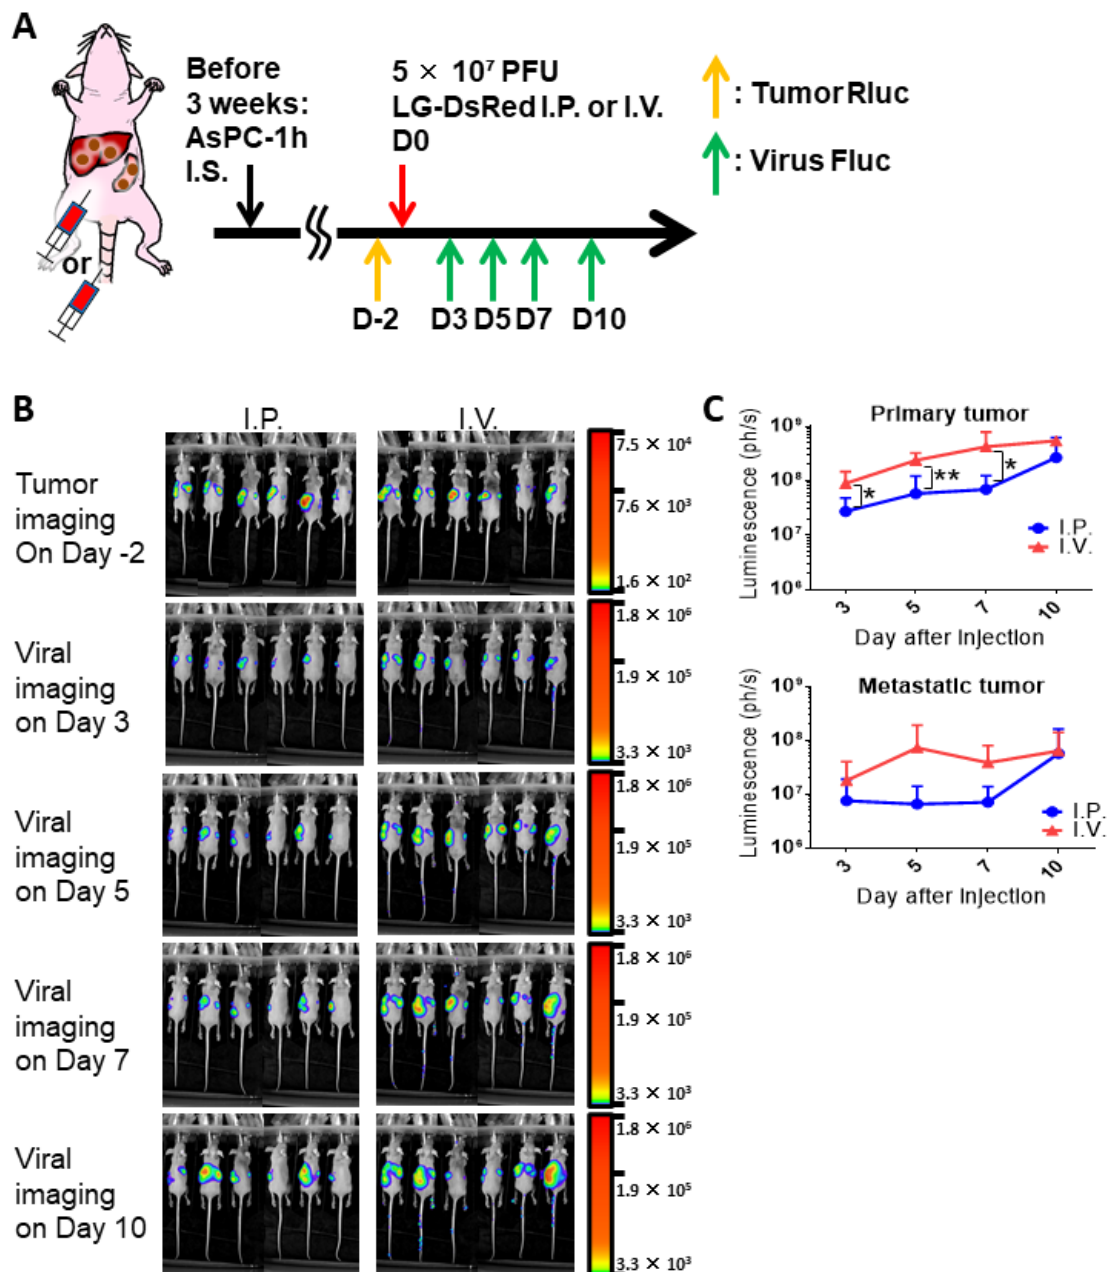 A
Before
3 weeks:
AsPC-1h
I.S.
5 × 10⁷ PFU
LG-DsRed I.P. or I.V.
D0
: Tumor Rluc
: Virus Fluc
or
D-2
D3
D5
D7
D10
B
I.P.
I.V.
Tumor
imaging
On Day -2
7.5 × 10⁴
7.6 × 10³
1.6 × 10²
Viral
imaging
on Day 3
1.8 × 10⁶
1.9 × 10⁵
3.3 × 10³
Viral
imaging
on Day 5
1.8 × 10⁶
1.9 × 10⁵
3.3 × 10³
Viral
imaging
on Day 7
1.8 × 10⁶
1.9 × 10⁵
3.3 × 10³
Viral
imaging
on Day 10
1.8 × 10⁶
1.9 × 10⁵
3.3 × 10³
C
Primary tumor
Luminescence (ph/s)
10⁹
10⁸
10⁷
10⁶
*
**
*
I.P.
I.V.
3
5
7
10
Day after injection
Metastatic tumor
Luminescence (ph/s)
10⁹
10⁸
10⁷
10⁶
I.P.
I.V.
3
5
7
10
Day after injection